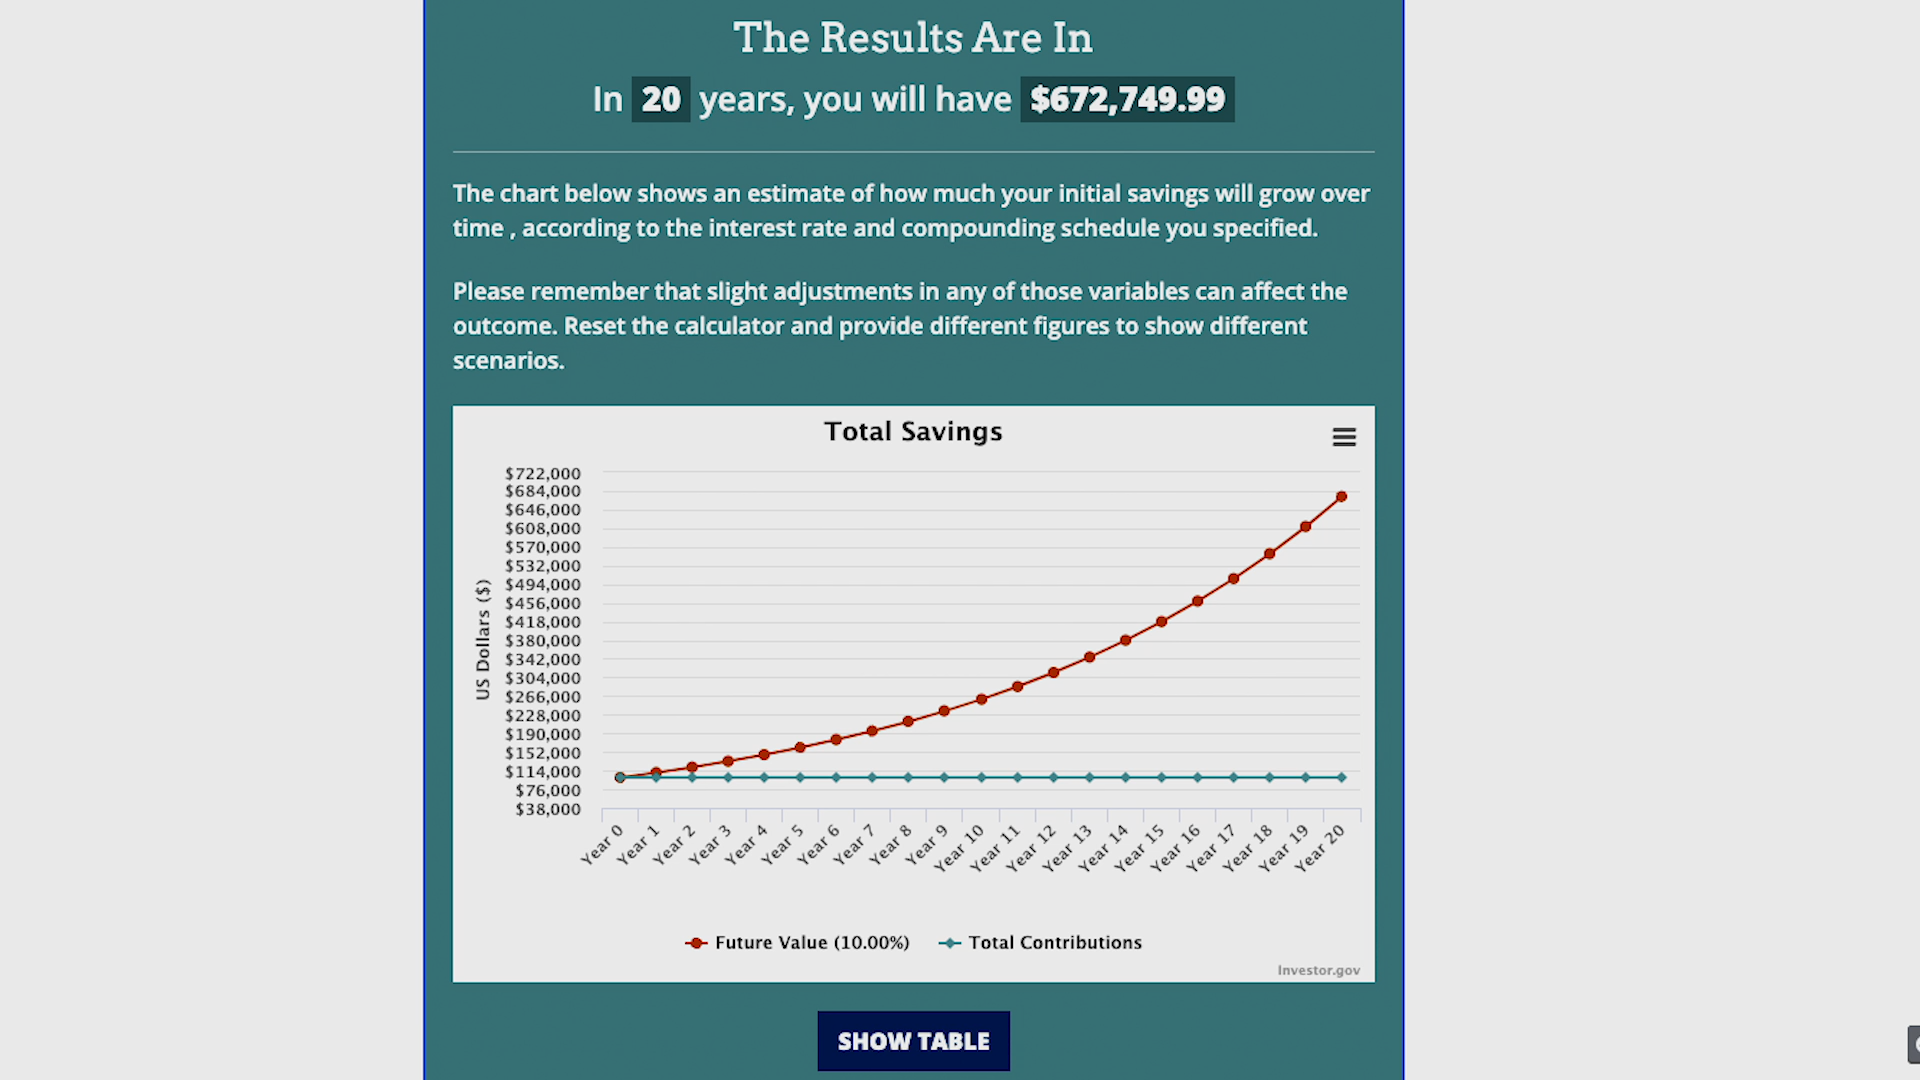 The Results Are In
In 20 years, you will have $672,749.99
The chart below shows an estimate of how much your initial savings will grow over
time , according to the interest rate and compounding schedule you specified.
Please remember that slight adjustments in any of those variables can affect the
outcome. Reset the calculator and provide different figures to show different
scenarios.
Total Savings
US Dollars ($)
$722,000
$684,000
$646,000
$608,000
$570,000
$532,000
$494,000
$456,000
$418,000
$380,000
$342,000
$304,000
$266,000
$228,000
$190,000
$152,000
$114,000
$76,000
$38,000
Year 0
Year 1
Year 2
Year 3
Year 4
Year 5
Year 6
Year 7
Year 8
Year 9
Year 10
Year 11
Year 12
Year 13
Year 14
Year 15
Year 16
Year 17
Year 18
Year 19
Year 20
Future Value (10.00%)
Total Contributions
Investor.gov
SHOW TABLE